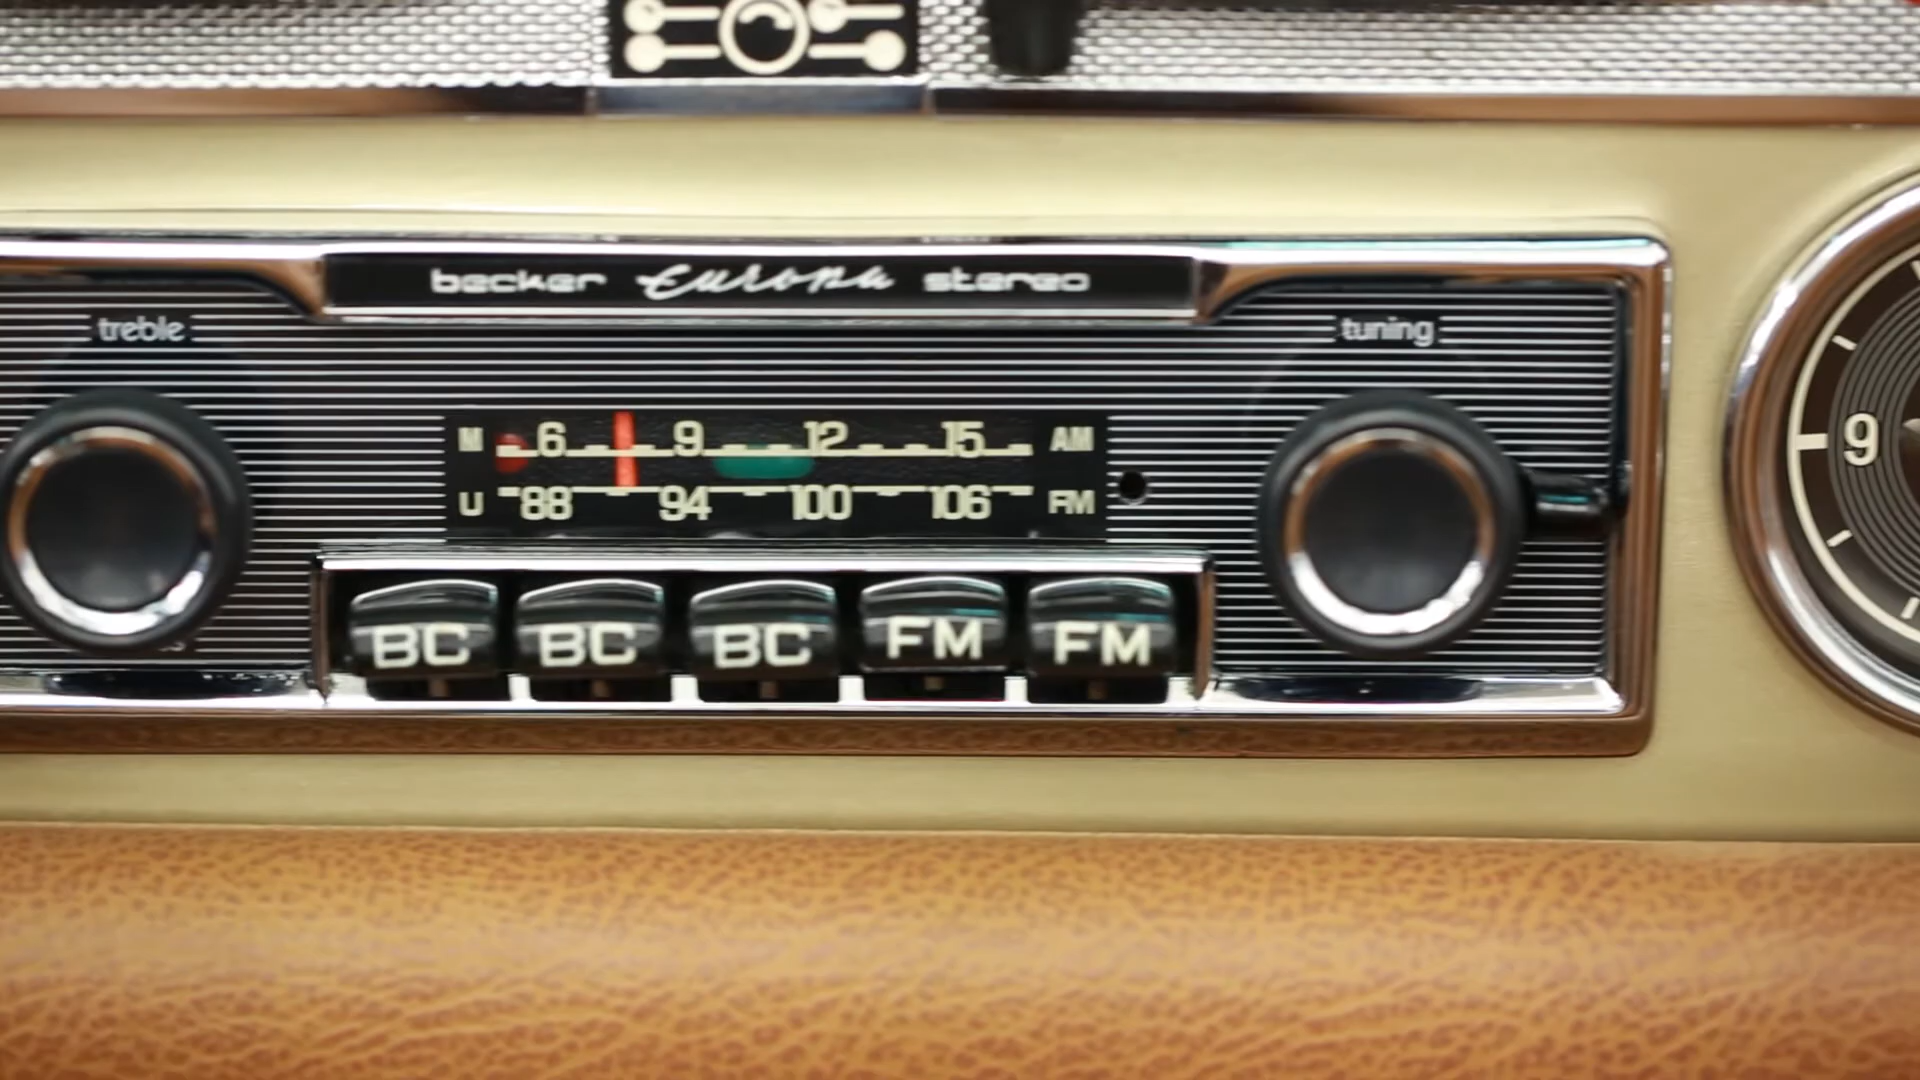 becker Europa stereo
treble
tuning
M 6 9 12 15 AM
U 88 94 100 106 FM
9
BC BC BC FM FM